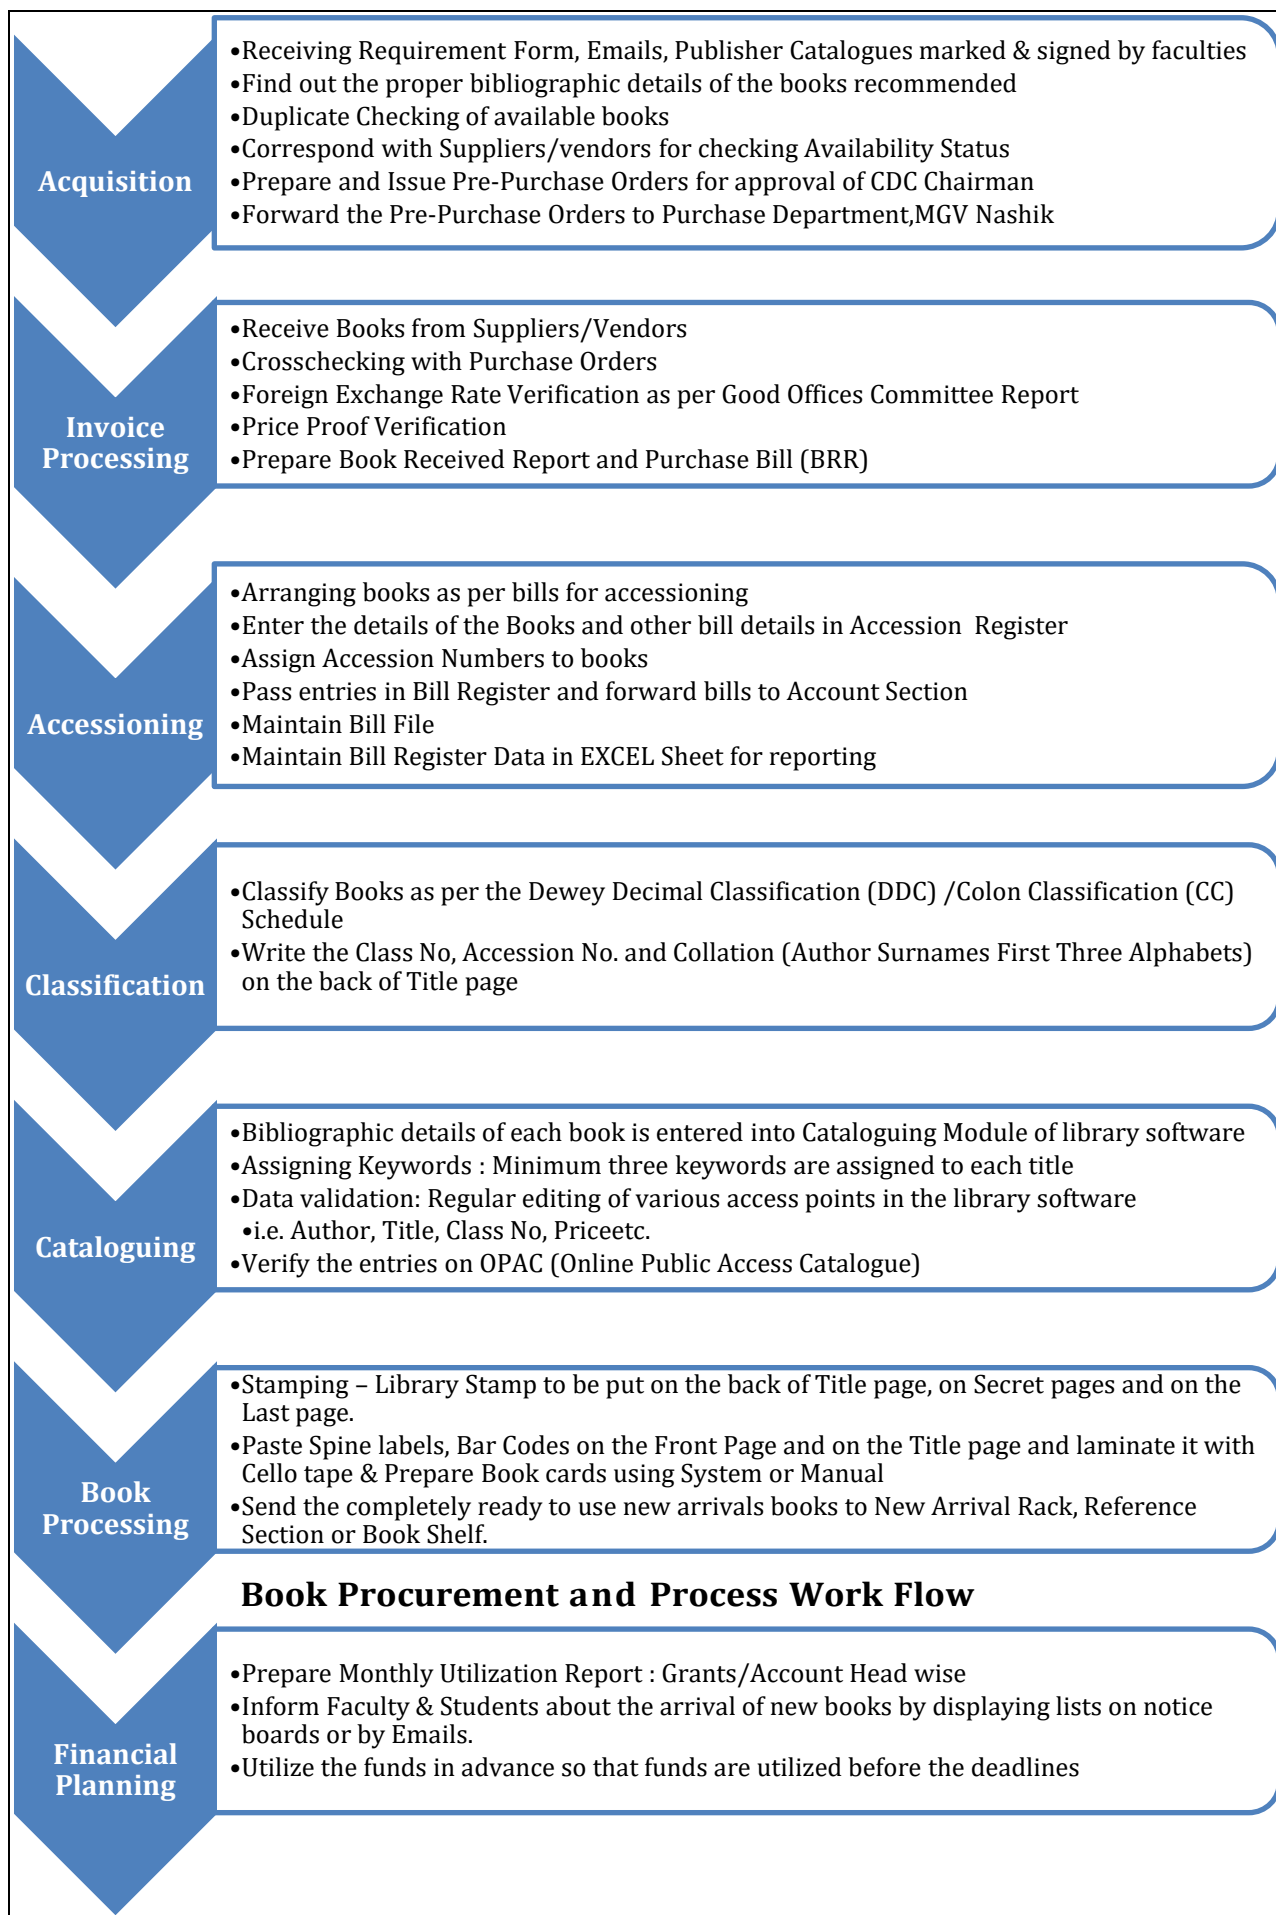 Acquisition
•Receiving Requirement Form, Emails, Publisher Catalogues marked & signed by faculties
•Find out the proper bibliographic details of the books recommended
•Duplicate Checking of available books
•Correspond with Suppliers/vendors for checking Availability Status
•Prepare and Issue Pre-Purchase Orders for approval of CDC Chairman
•Forward the Pre-Purchase Orders to Purchase Department,MGV Nashik
Invoice
Processing
•Receive Books from Suppliers/Vendors
•Crosschecking with Purchase Orders
•Foreign Exchange Rate Verification as per Good Offices Committee Report
•Price Proof Verification
•Prepare Book Received Report and Purchase Bill (BRR)
Accessioning
•Arranging books as per bills for accessioning
•Enter the details of the Books and other bill details in Accession  Register
•Assign Accession Numbers to books
•Pass entries in Bill Register and forward bills to Account Section
•Maintain Bill File
•Maintain Bill Register Data in EXCEL Sheet for reporting
Classification
•Classify Books as per the Dewey Decimal Classification (DDC) /Colon Classification (CC)
Schedule
•Write the Class No, Accession No. and Collation (Author Surnames First Three Alphabets)
on the back of Title page
Cataloguing
•Bibliographic details of each book is entered into Cataloguing Module of library software
•Assigning Keywords : Minimum three keywords are assigned to each title
•Data validation: Regular editing of various access points in the library software
•i.e. Author, Title, Class No, Priceetc.
•Verify the entries on OPAC (Online Public Access Catalogue)
Book
Processing
•Stamping – Library Stamp to be put on the back of Title page, on Secret pages and on the
Last page.
•Paste Spine labels, Bar Codes on the Front Page and on the Title page and laminate it with
Cello tape & Prepare Book cards using System or Manual
•Send the completely ready to use new arrivals books to New Arrival Rack, Reference
Section or Book Shelf.
Book Procurement and Process Work Flow
Financial
Planning
•Prepare Monthly Utilization Report : Grants/Account Head wise
•Inform Faculty & Students about the arrival of new books by displaying lists on notice
boards or by Emails.
•Utilize the funds in advance so that funds are utilized before the deadlines